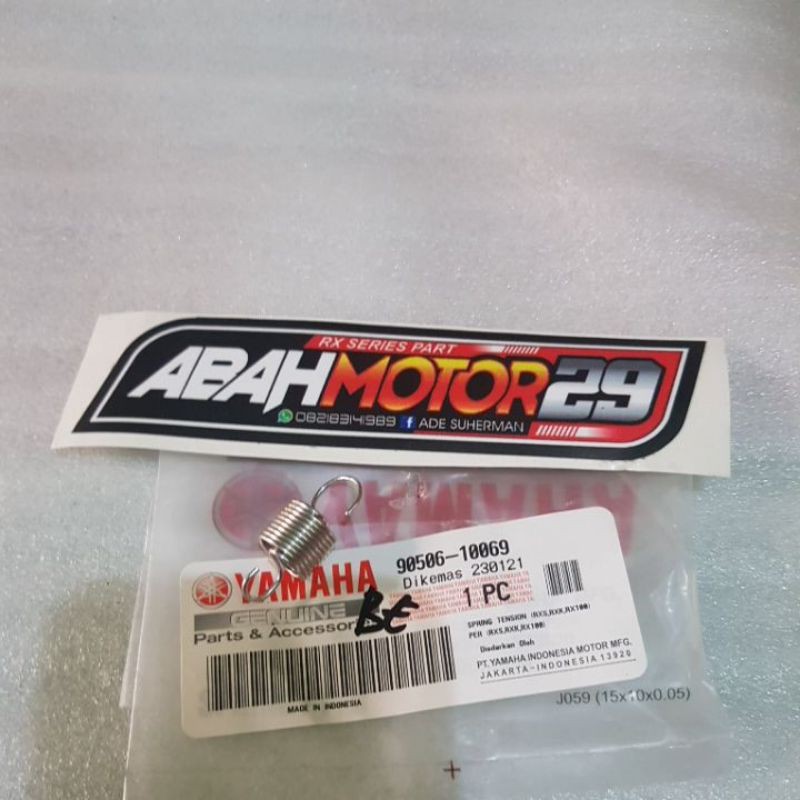 RX SERIES PART
ABAHMOTOR29
082183141989 ADE SUHERMAN
YAMAHA
YAMAHA
90506-10069
Dikemas 230121
1 PC
GENUINE
Parts & Accessor
BE
SPRING TENSION (RXS,RXK,RX100)
PER (RXS,RXK,RX100)
Diedarkan Oleh
PT.YAMAHA INDONESIA MOTOR MFG.
JAKARTA-INDONESIA 13920
MADE IN INDONESIA
J059 (15x10x0.05)